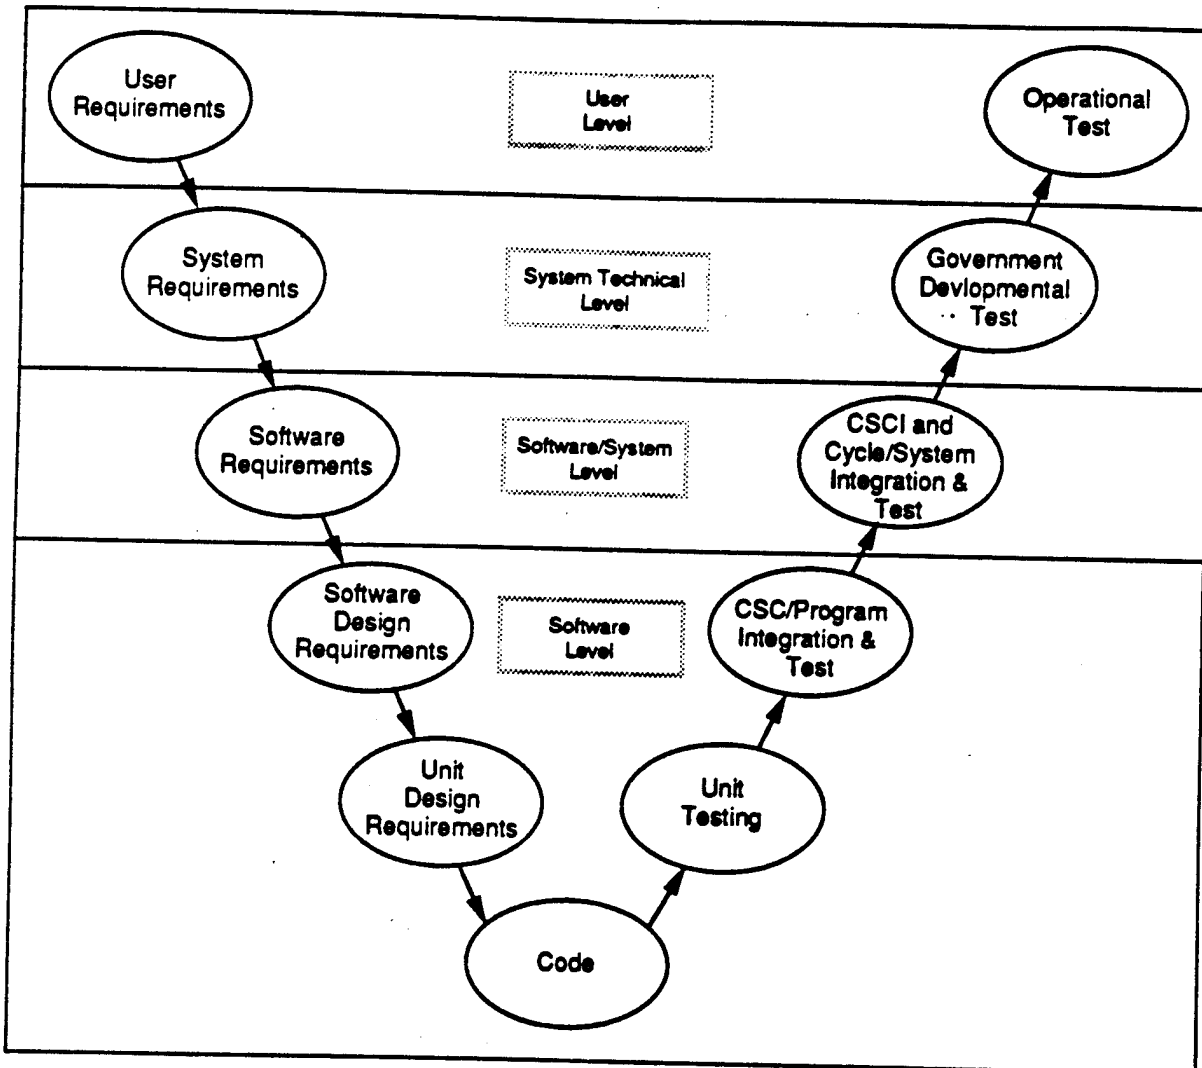 User
Requirements
User
Level
Operational
Test
System
Requirements
System Technical
Level
Government
Devlopmental
Test
Software
Requirements
Software/System
Level
CSCI and
Cycle/System
Integration &
Test
Software
Design
Requirements
Software
Level
CSC/Program
Integration &
Test
Unit
Design
Requirements
Unit
Testing
Code